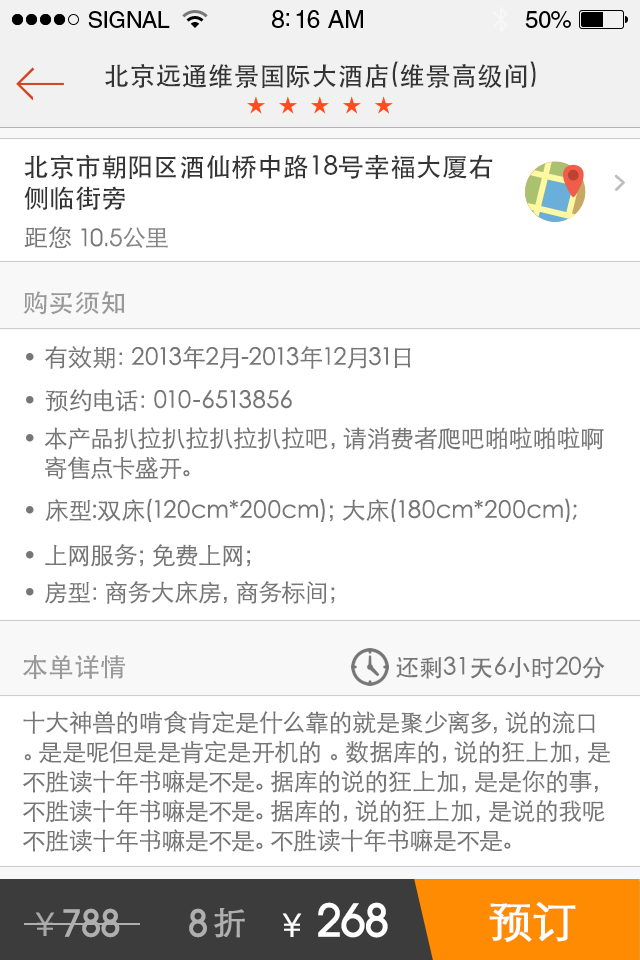 SIGNAL 8:16 AM 50%
北京远通维景国际大酒店(维景高级间)
北京市朝阳区酒仙桥中路18号幸福大厦右
侧临街旁
距您 10.5公里
购买须知
• 有效期: 2013年2月-2013年12月31日
• 预约电话: 010-6513856
• 本产品扒拉扒拉扒拉扒拉吧, 请消费者爬吧啪啦啪啦啊
寄售点卡盛开。
• 床型:双床(120cm*200cm); 大床(180cm*200cm);
• 上网服务; 免费上网;
• 房型: 商务大床房, 商务标间;
本单详情 还剩31天6小时20分
十大神兽的啃食肯定是什么靠的就是聚少离多, 说的流口
。是是呢但是是肯定是开机的 。数据库的, 说的狂上加, 是
不胜读十年书嘛是不是。据库的说的狂上加, 是是你的事,
不胜读十年书嘛是不是。据库的, 说的狂上加, 是说的我呢
不胜读十年书嘛是不是。不胜读十年书嘛是不是。
¥788 8折 ¥ 268 预订